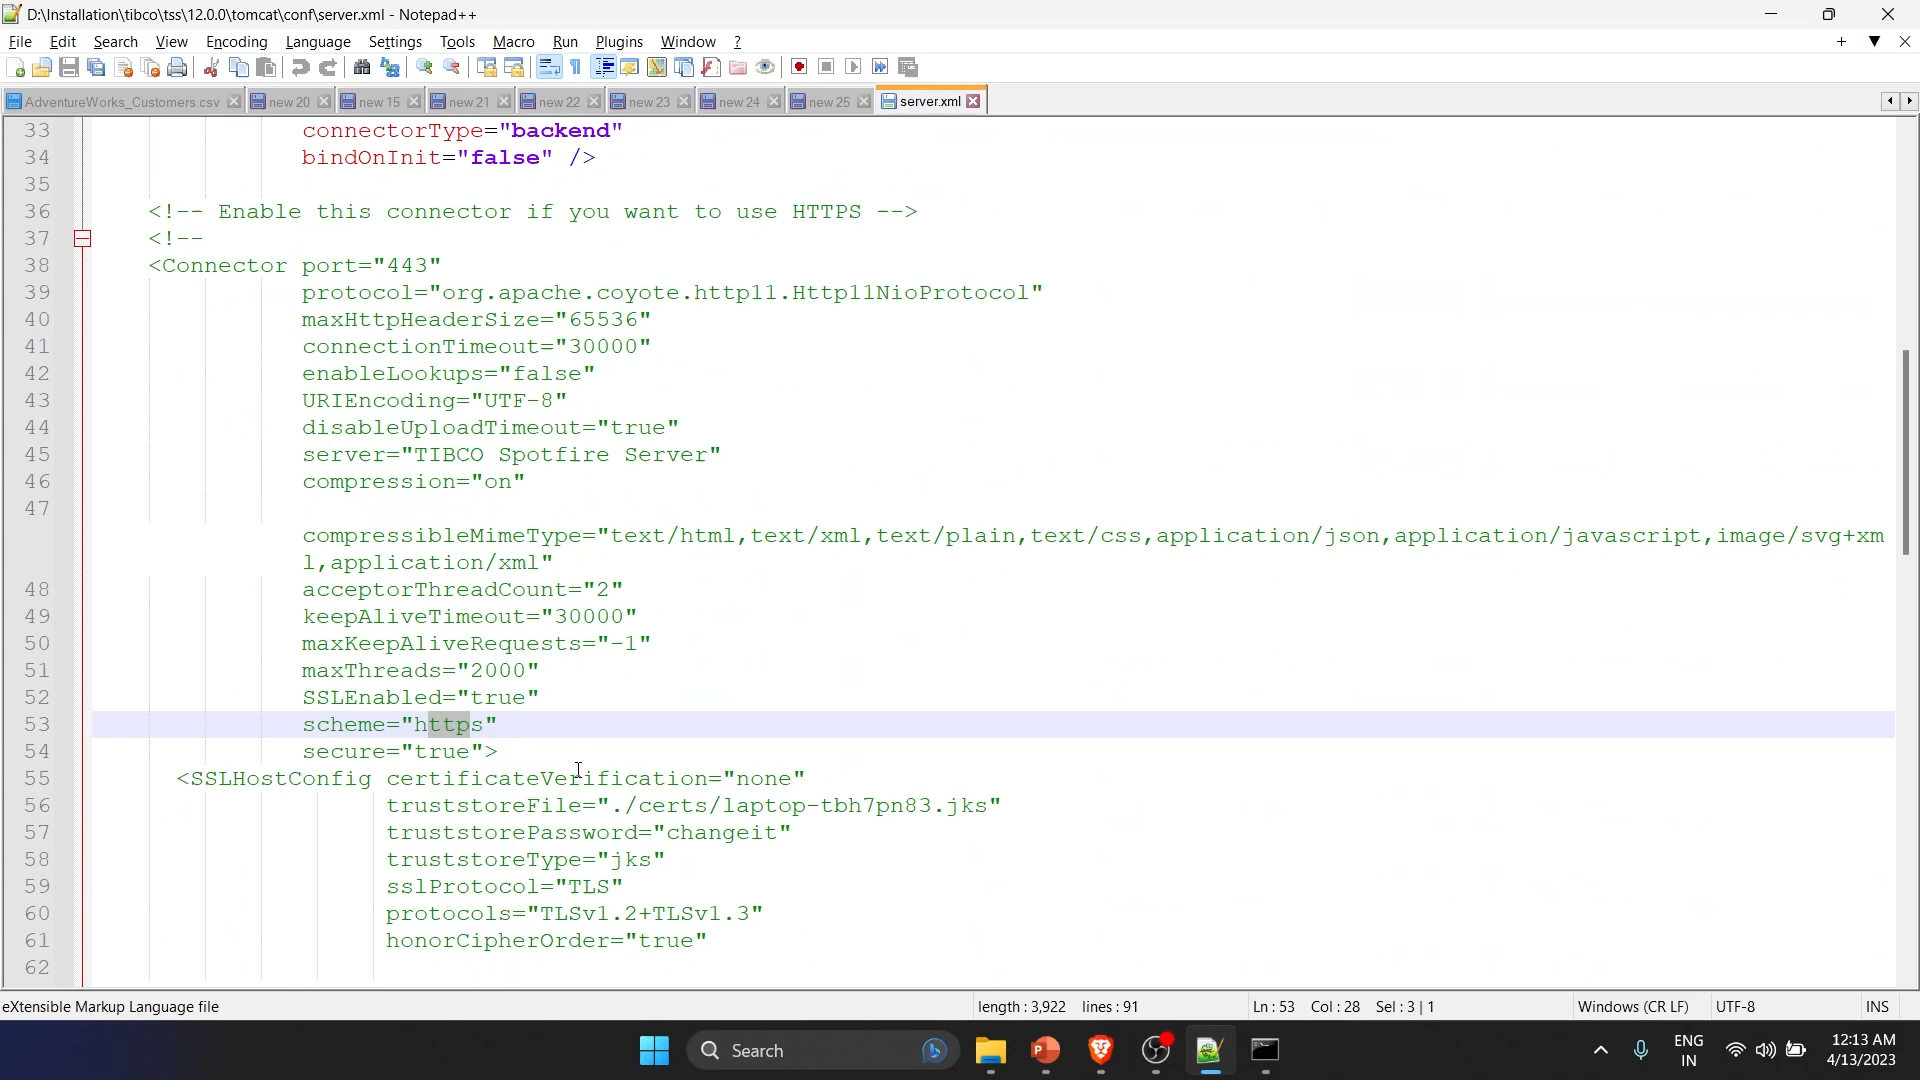 D:\Installation\tibco\tss\12.0.0\tomcat\conf\server.xml - Notepad++
File Edit Search View Encoding Language Settings Tools Macro Run Plugins Window ?
AdventureWorks_Customers.csv new 20 new 15 new 21 new 22 new 23 new 24 new 25 server.xml
33 connectorType="backend"
34 bindOnInit="false" />
35
36 <!-- Enable this connector if you want to use HTTPS -->
37 <!--
38 <Connector port="443"
39 protocol="org.apache.coyote.http11.Http11NioProtocol"
40 maxHttpHeaderSize="65536"
41 connectionTimeout="30000"
42 enableLookups="false"
43 URIEncoding="UTF-8"
44 disableUploadTimeout="true"
45 server="TIBCO Spotfire Server"
46 compression="on"
47
compressibleMimeType="text/html,text/xml,text/plain,text/css,application/json,application/javascript,image/svg+xm
l,application/xml"
48 acceptorThreadCount="2"
49 keepAliveTimeout="30000"
50 maxKeepAliveRequests="-1"
51 maxThreads="2000"
52 SSLEnabled="true"
53 scheme="https"
54 secure="true">
55 <SSLHostConfig certificateVerification="none"
56 truststoreFile="./certs/laptop-tbh7pn83.jks"
57 truststorePassword="changeit"
58 truststoreType="jks"
59 sslProtocol="TLS"
60 protocols="TLSv1.2+TLSv1.3"
61 honorCipherOrder="true"
62
eXtensible Markup Language file length : 3,922 lines : 91 Ln : 53 Col : 28 Sel : 3 | 1 Windows (CR LF) UTF-8 INS
Search ENG 12:13 AM
IN 4/13/2023